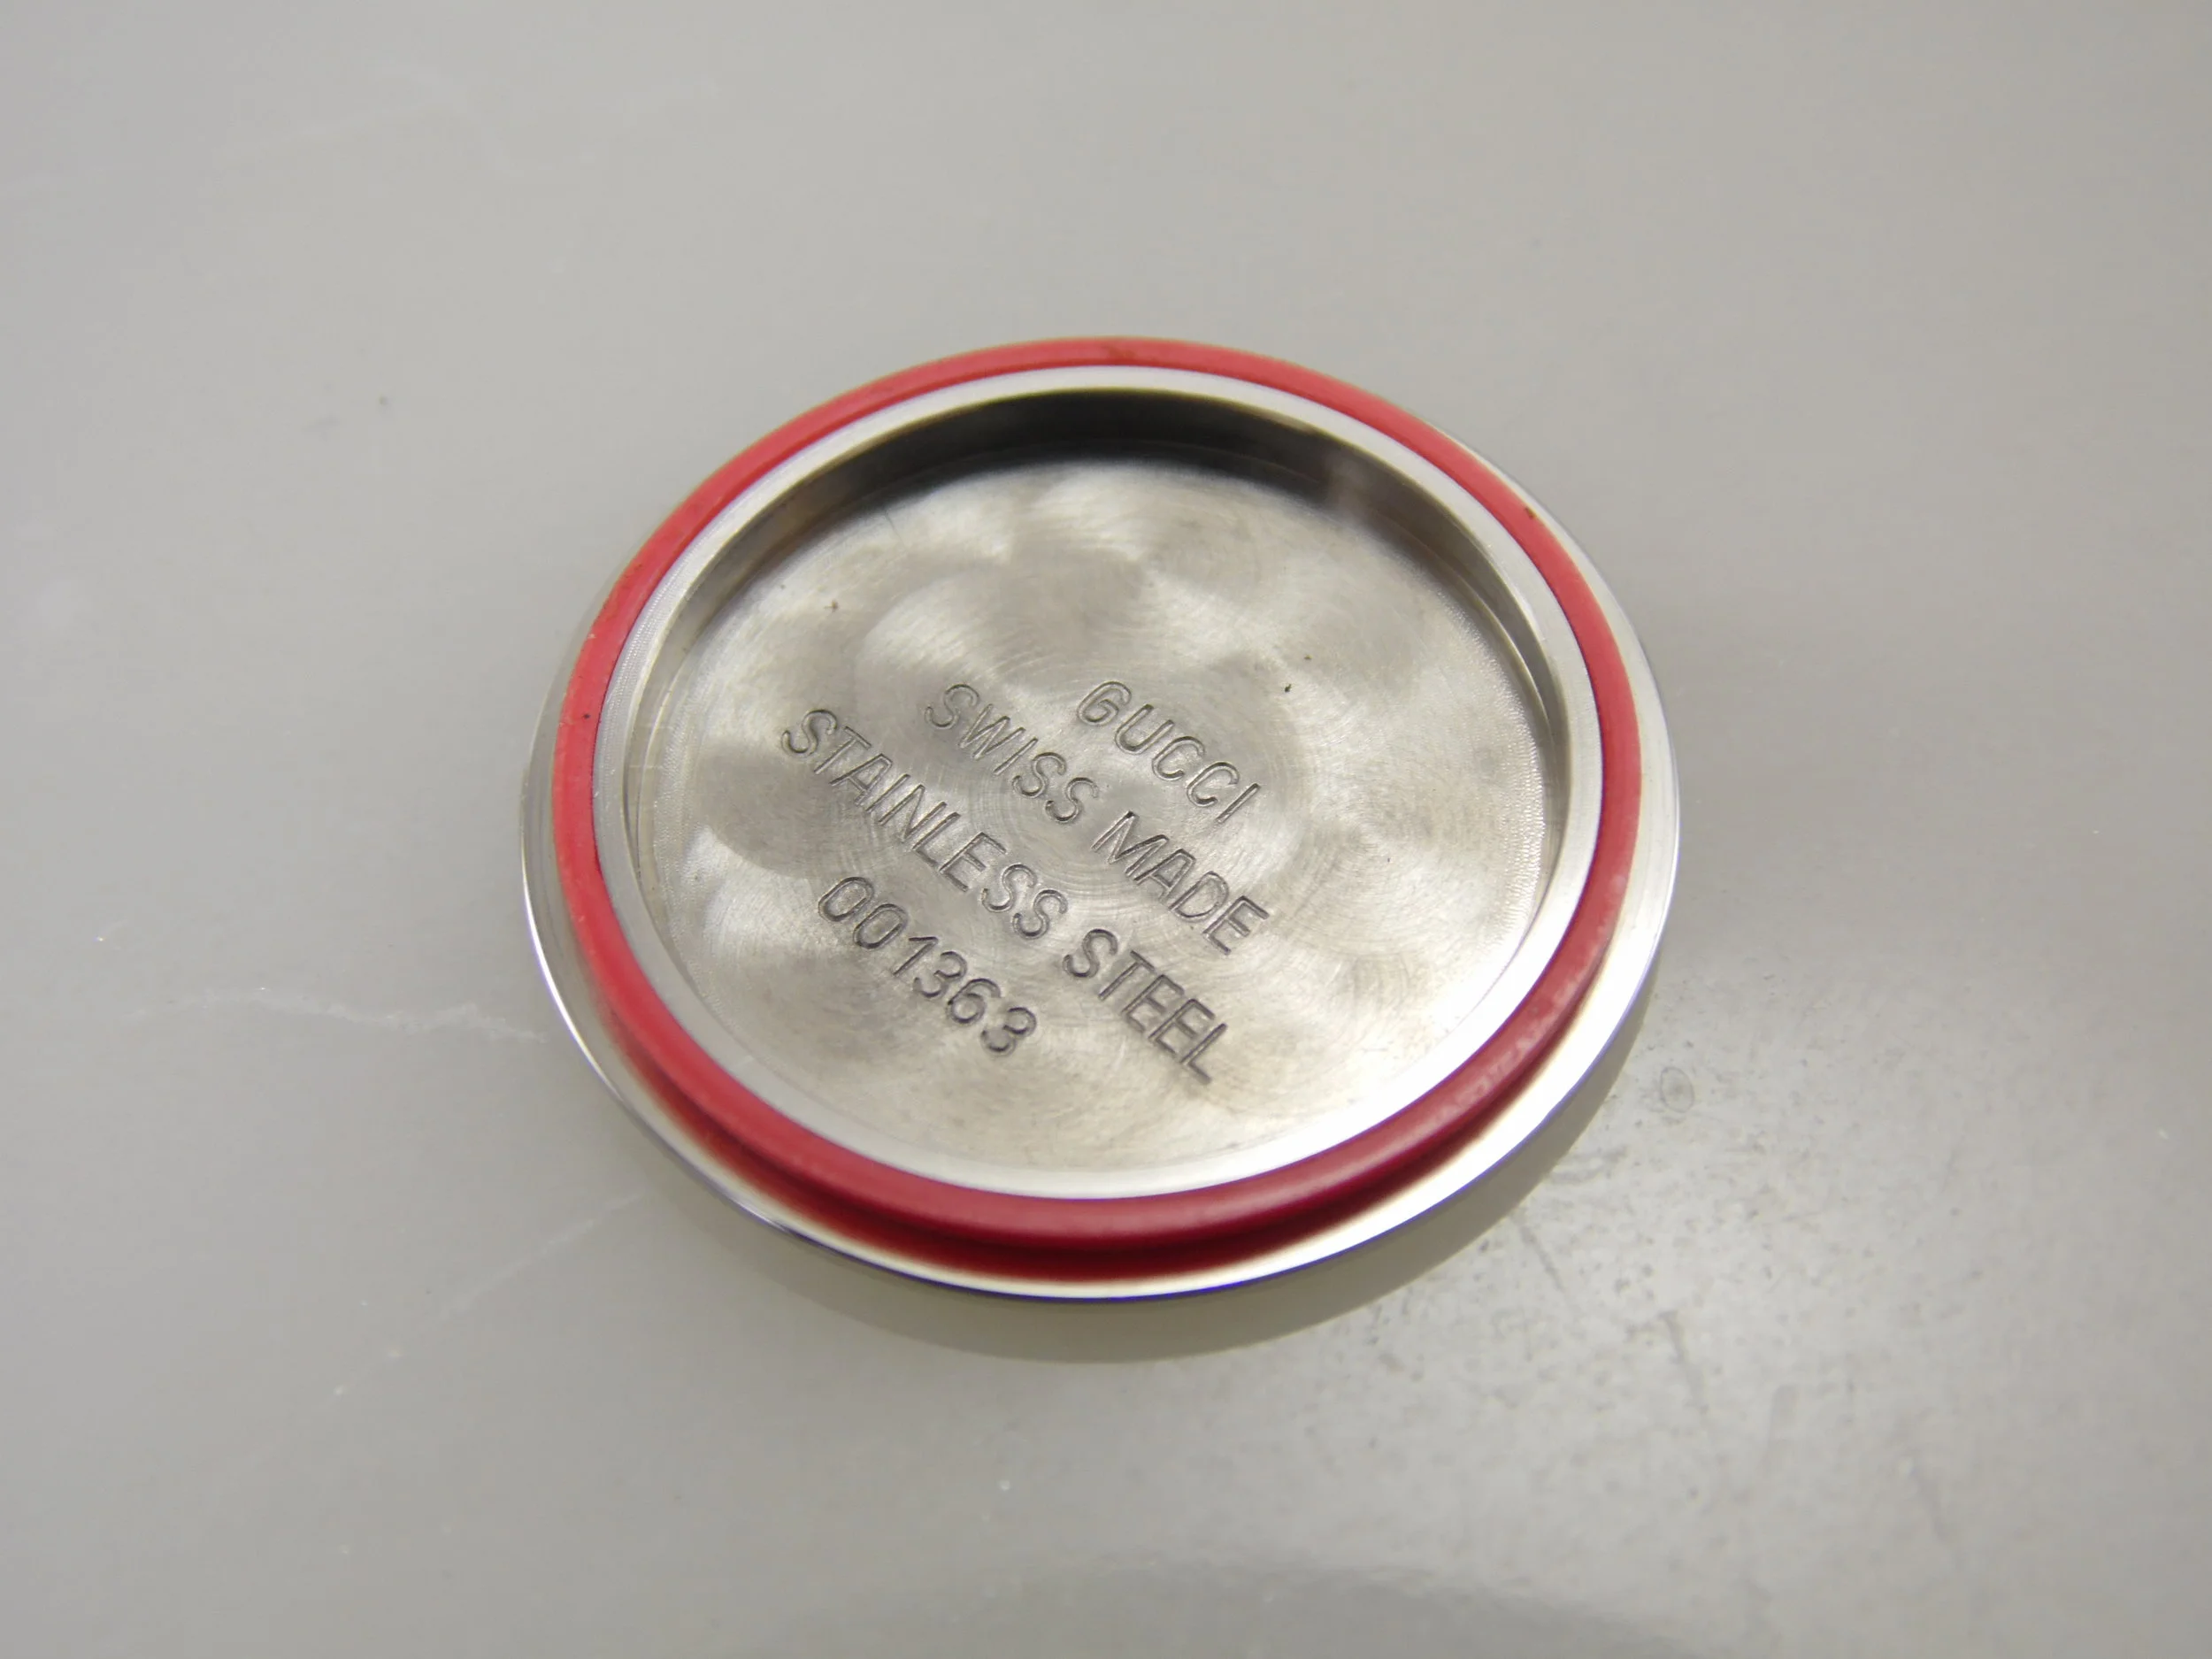 GUCCI
SWISS MADE
STAINLESS STEEL
001363